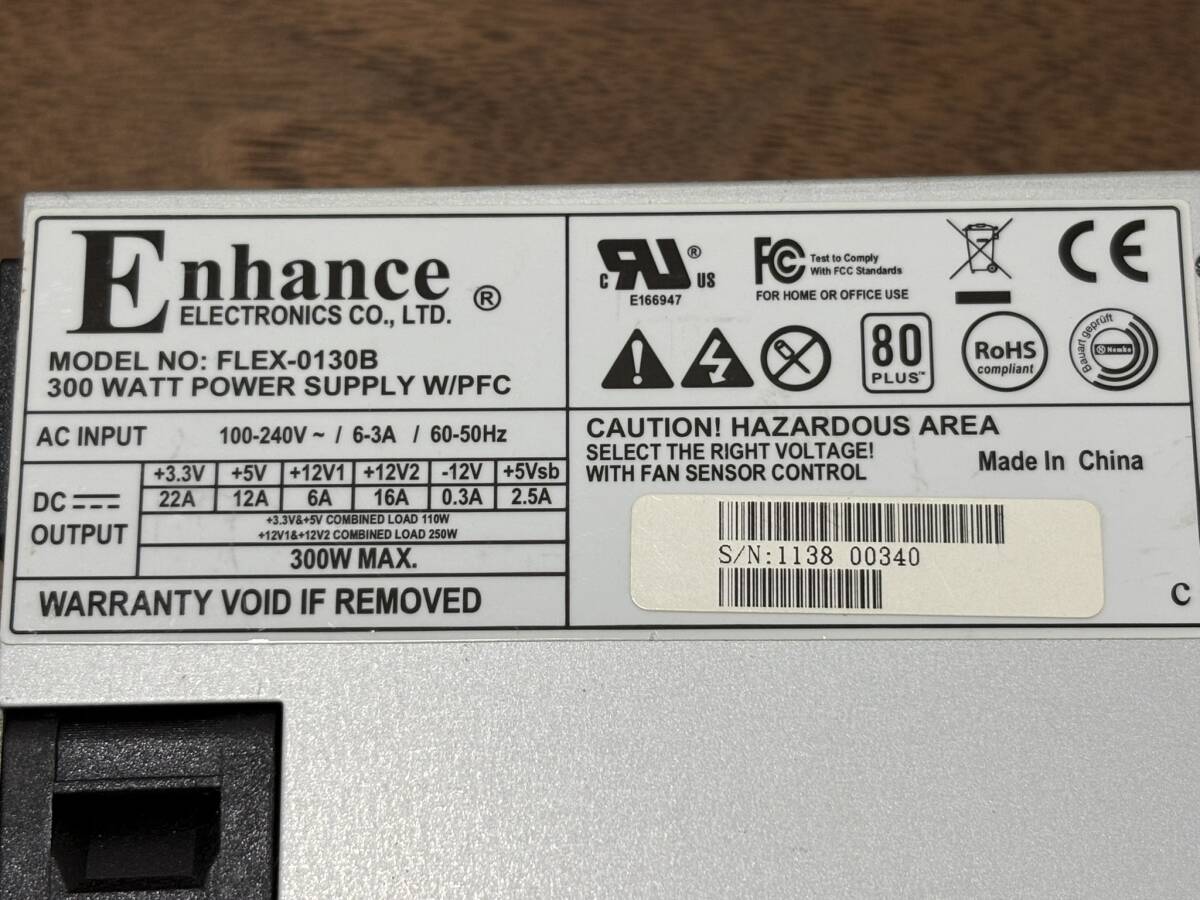 Enhance ®
ELECTRONICS CO., LTD.
MODEL NO: FLEX-0130B
300 WATT POWER SUPPLY W/PFC
AC INPUT 100-240V ~ / 6-3A / 60-50Hz
DC OUTPUT
+3.3V +5V +12V1 +12V2 -12V +5Vsb
22A 12A 6A 16A 0.3A 2.5A
+3.3V&+5V COMBINED LOAD 110W
+12V1&+12V2 COMBINED LOAD 250W
300W MAX.
WARRANTY VOID IF REMOVED
c RU ® US
E166947
FC Test to Comply
With FCC Standards
FOR HOME OR OFFICE USE
CE
80
PLUS™
RoHS
compliant
Bauart geprüft
Nemko
CAUTION! HAZARDOUS AREA
SELECT THE RIGHT VOLTAGE!
WITH FAN SENSOR CONTROL
Made In China
S/N:1138 00340
C